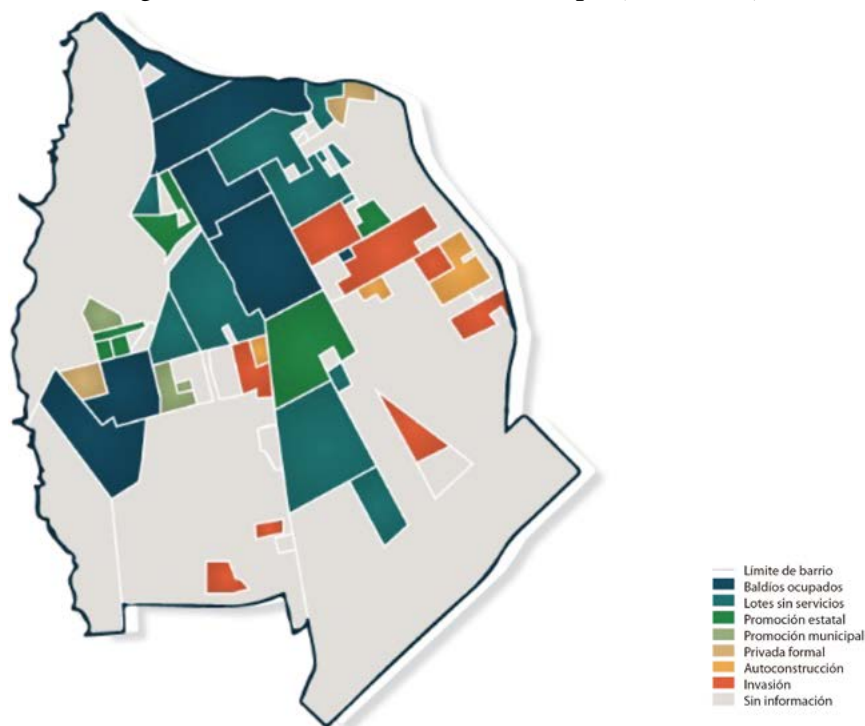 Límite de barrio
Baldíos ocupados
Lotes sin servicios
Promoción estatal
Promoción municipal
Privada formal
Autoconstrucción
Invasión
Sin información